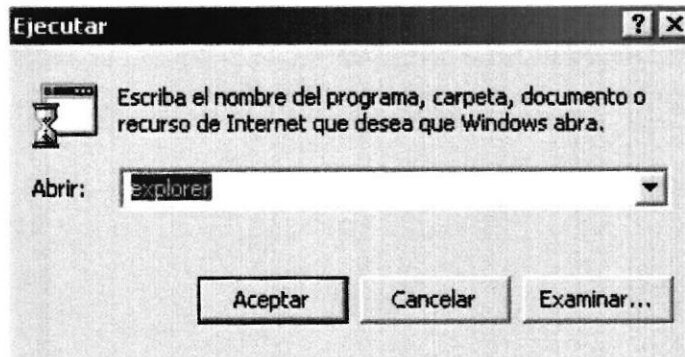 Ejecutar
Escriba el nombre del programa, carpeta, documento o
recurso de Internet que desea que Windows abra.
Abrir: explorer
Aceptar Cancelar Examinar...